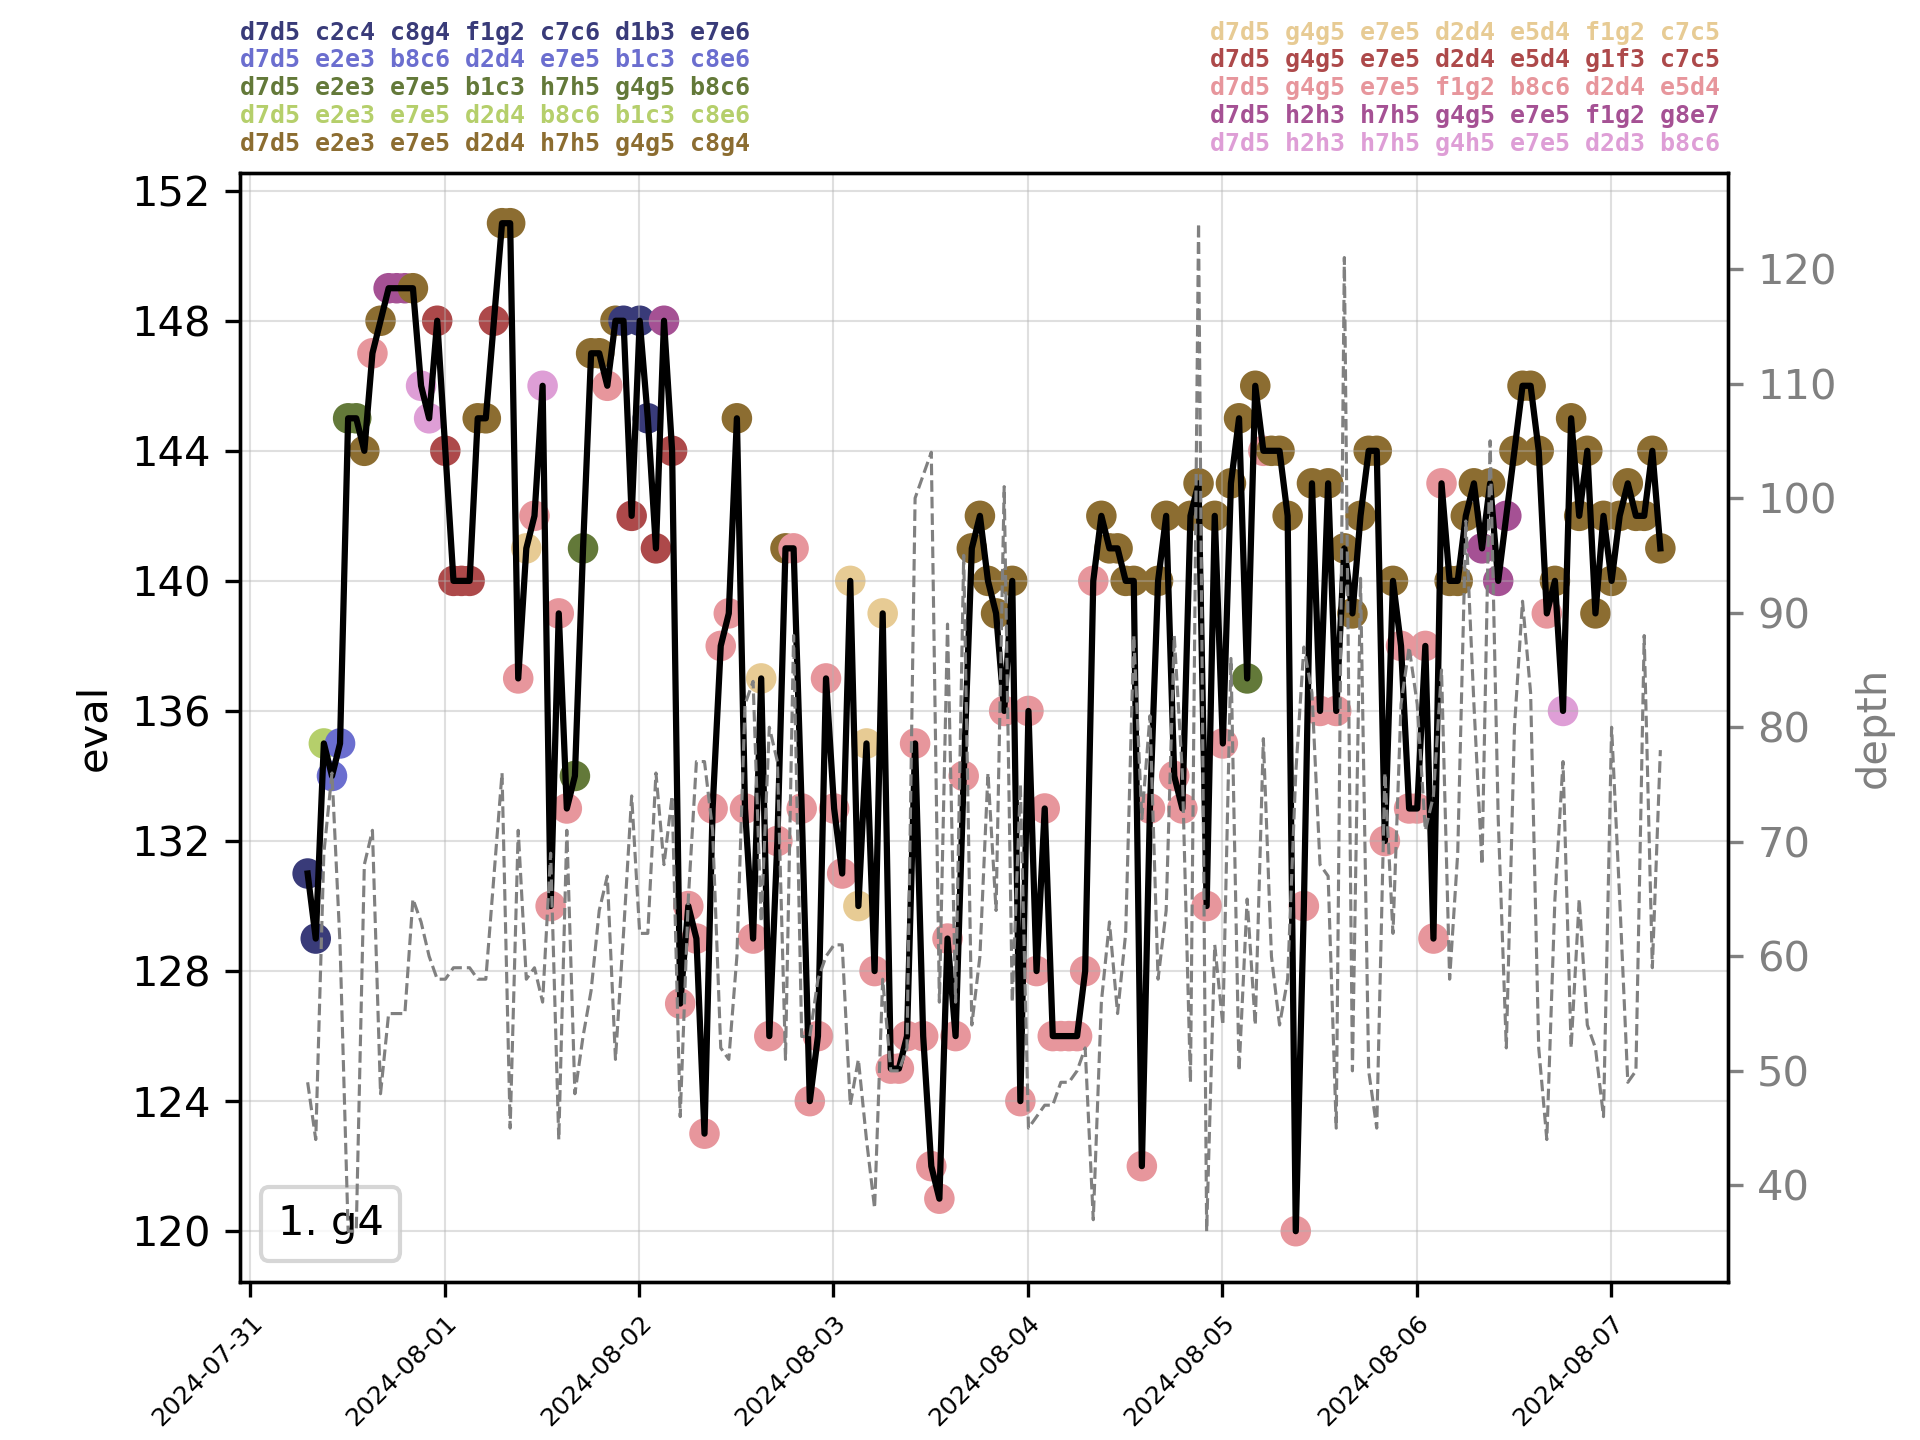 d7d5 c2c4 c8g4 f1g2 c7c6 d1b3 e7e6
d7d5 e2e3 b8c6 d2d4 e7e5 b1c3 c8e6
d7d5 e2e3 e7e5 b1c3 h7h5 g4g5 b8c6
d7d5 e2e3 e7e5 d2d4 b8c6 b1c3 c8e6
d7d5 e2e3 e7e5 d2d4 h7h5 g4g5 c8g4
d7d5 g4g5 e7e5 d2d4 e5d4 f1g2 c7c5
d7d5 g4g5 e7e5 d2d4 e5d4 g1f3 c7c5
d7d5 g4g5 e7e5 f1g2 b8c6 d2d4 e5d4
d7d5 h2h3 h7h5 g4g5 e7e5 f1g2 g8e7
d7d5 h2h3 h7h5 g4h5 e7e5 d2d3 b8c6
152
148
144
140
136
132
128
124
120
eval
120
110
100
90
80
70
60
50
40
depth
1. g4
2024-07-31
2024-08-01
2024-08-02
2024-08-03
2024-08-04
2024-08-05
2024-08-06
2024-08-07